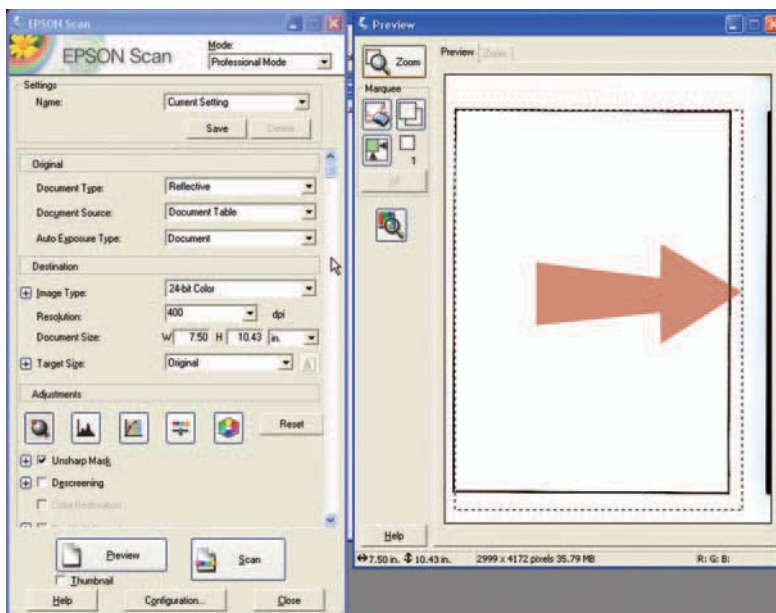 EPSON Scan
EPSON Scan
Mode:
Professional Mode
Settings
Name:
Current Setting
Save
Delete
Original
Document Type:
Reflective
Document Source:
Document Table
Auto Exposure Type:
Document
Destination
Image Type:
24-bit Color
Resolution:
400
dpi
Document Size:
W 7.50 H 10.43 in.
Target Size:
Original
Adjustments
Reset
Unsharp Mask
Descreening
Color Restoration
Preview
Scan
Thumbnail
Help
Configuration...
Close
Preview
Zoom
Marquee
1
All
Help
Preview
Zoom
7.50 in. 10.43 in.
2999 x 4172 pixels 35.79 MB
R: G: B: